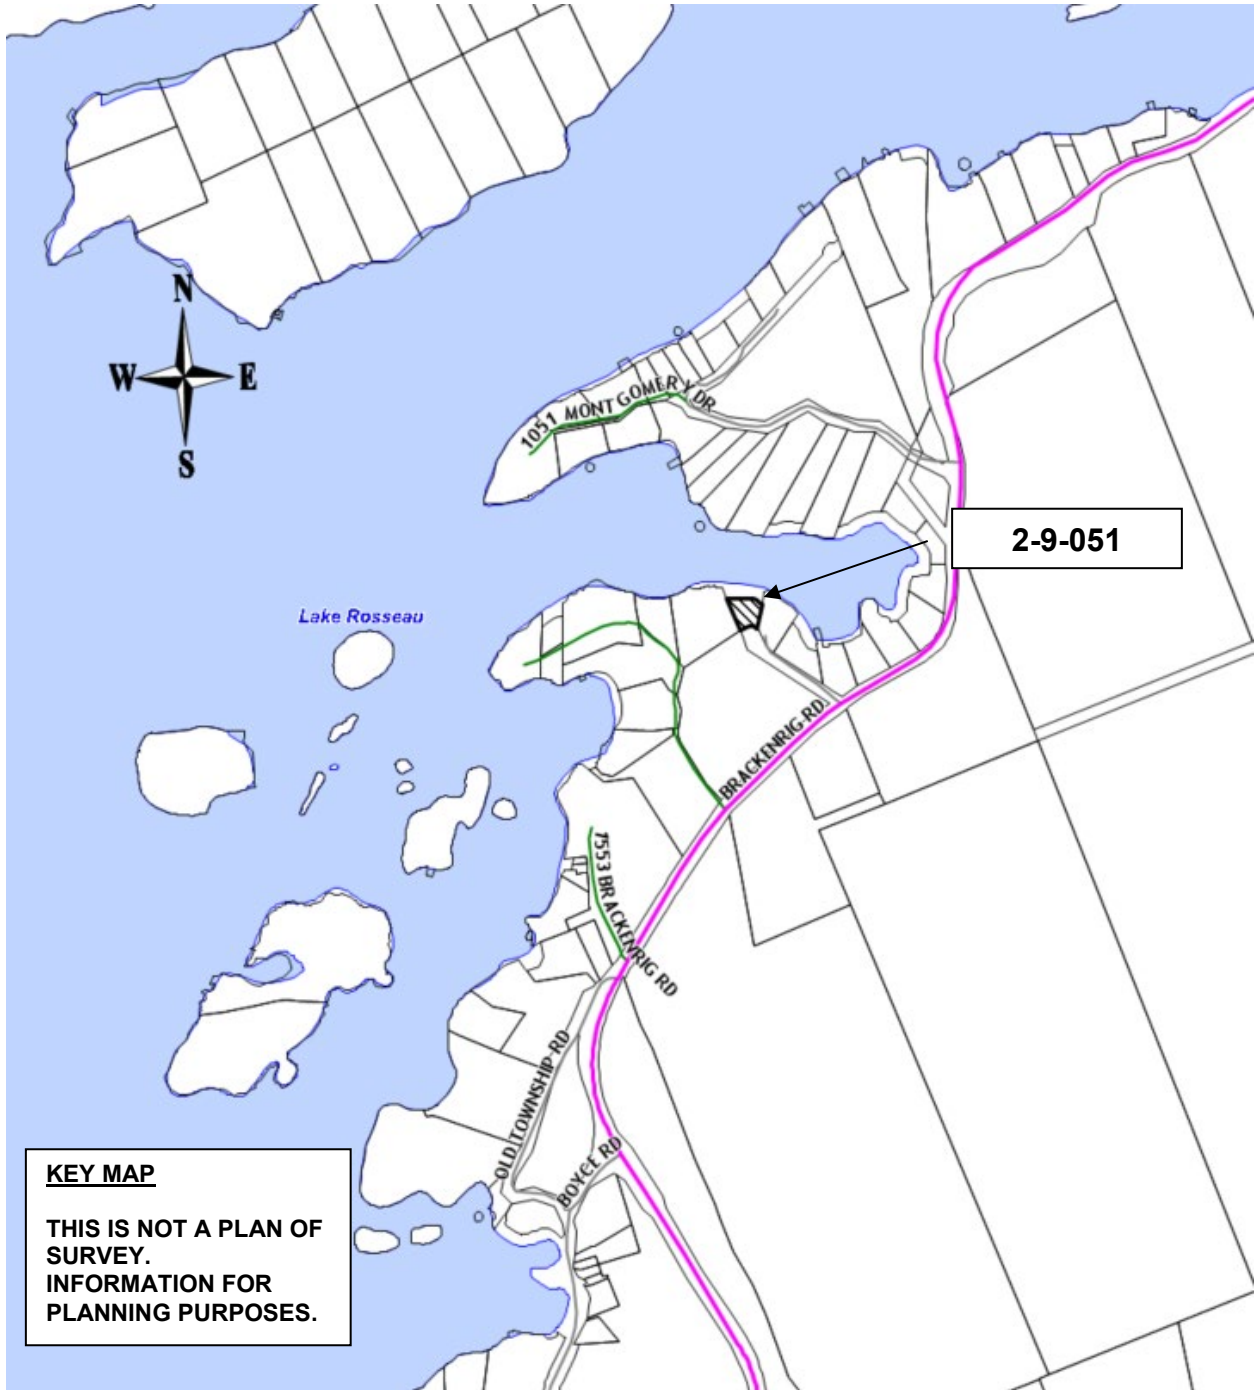 N
W E
S
1051 MONTGOMERY DR
2-9-051
Lake Rosseau
BRACKENRIG RD
7553 BRACKENRIG RD
OLD TOWNSHIP RD
BOYCE RD
KEY MAP
THIS IS NOT A PLAN OF
SURVEY.
INFORMATION FOR
PLANNING PURPOSES.